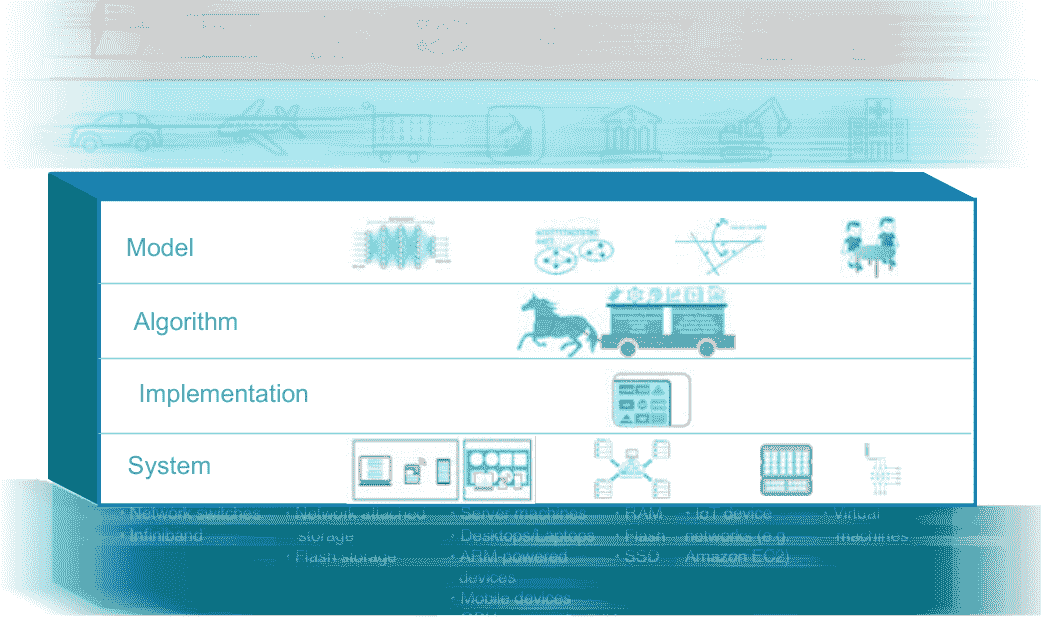 Model
Algorithm
Implementation
System
· Network switches
· Infiniband
· Network attached
storage
· Flash storage
· Server machines
· Desktops/Laptops
· ARM powered
devices
· Mobile devices
· RAM
· Flash
· SSD
· IoT device
networks (e.g.
Amazon EC2)
· Virtual
machines